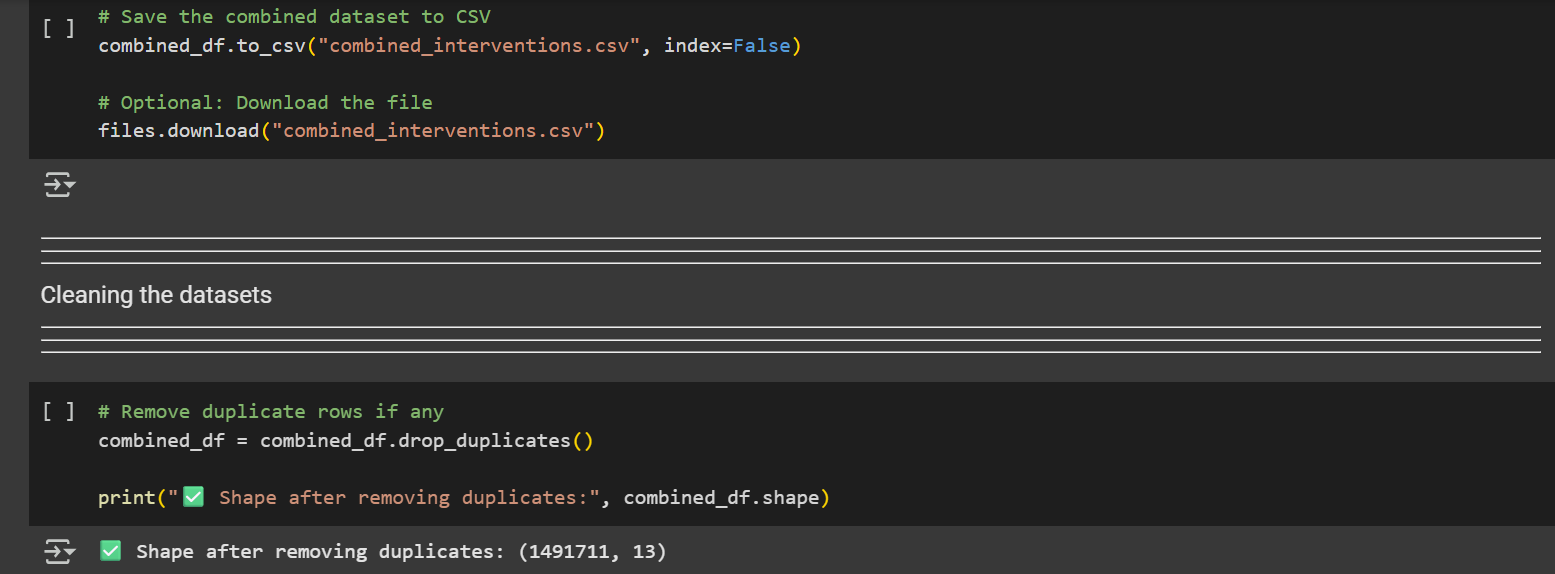 [ ] # Save the combined dataset to CSV
combined_df.to_csv("combined_interventions.csv", index=False)
# Optional: Download the file
files.download("combined_interventions.csv")
Cleaning the datasets
[ ] # Remove duplicate rows if any
combined_df = combined_df.drop_duplicates()
print("✅ Shape after removing duplicates:", combined_df.shape)
✅ Shape after removing duplicates: (1491711, 13)